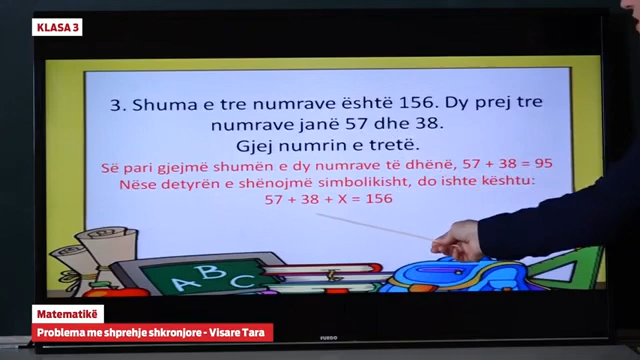 KLASA 3
3. Shuma e tre numrave është 156. Dy prej tre
numrave janë 57 dhe 38.
Gjej numrin e tretë.
Së pari gjejmë shumën e dy numrave të dhënë, 57 + 38 = 95
Nëse detyrën e shënojmë simbolikisht, do ishte kështu:
57 + 38 + X = 156
A B C
Matematikë
Problema me shprehje shkronjore - Visare Tara
FUEGO